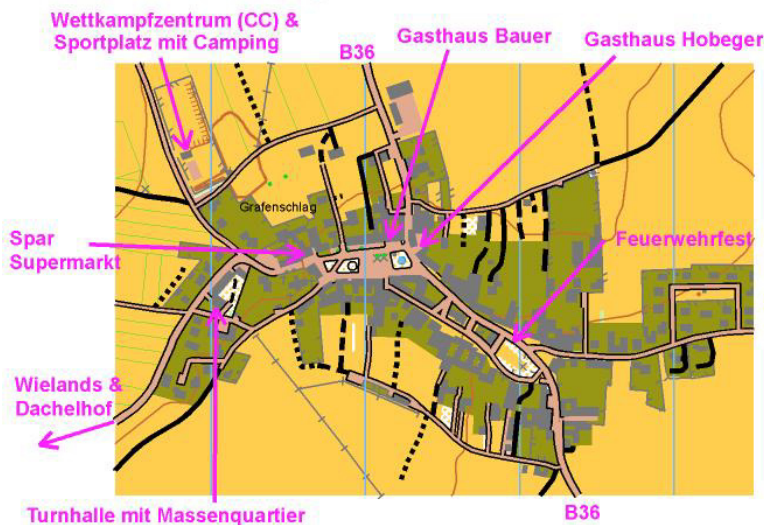 Wettkampfzentrum (CC) &
Sportplatz mit Camping
B36
Gasthaus Bauer
Gasthaus Hobeger
Grafenschlag
Spar
Supermarkt
Feuerwehrfest
Wielands &
Dachelhof
Turnhalle mit Massenquartier
B36